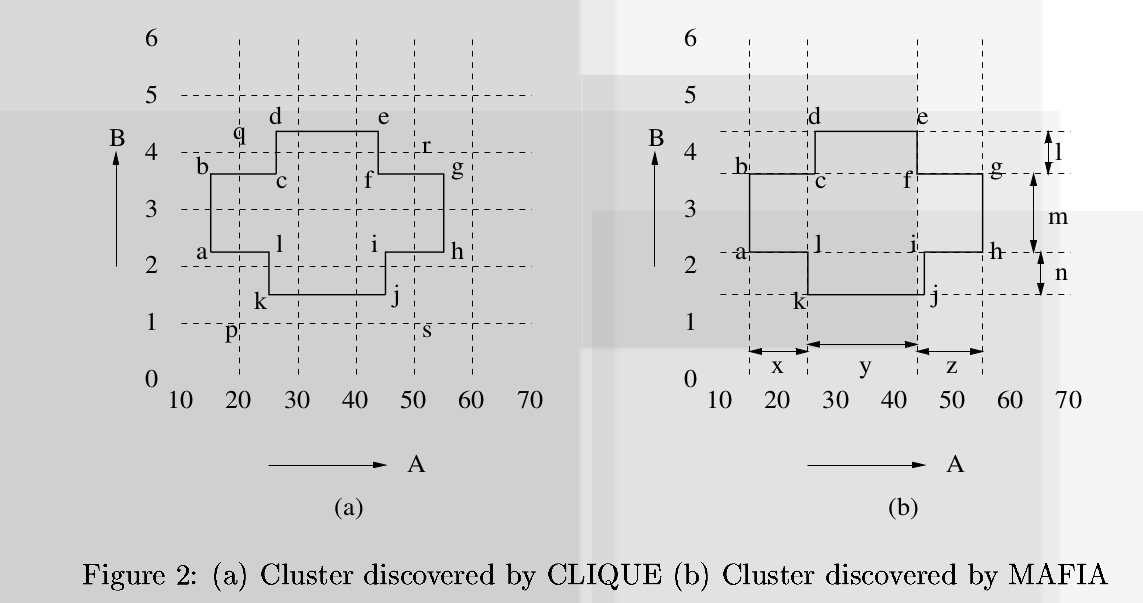 6
5
4
3
2
1
0
B
10 20 30 40 50 60 70
A
q
d
e
r
b
c
f
g
a
l
i
h
k
j
p
s
(a)
6
5
4
3
2
1
0
B
10 20 30 40 50 60 70
A
d
e
b
c
f
g
a
l
i
h
k
j
x
y
z
l
m
n
(b)
Figure 2: (a) Cluster discovered by CLIQUE (b) Cluster discovered by MAFIA